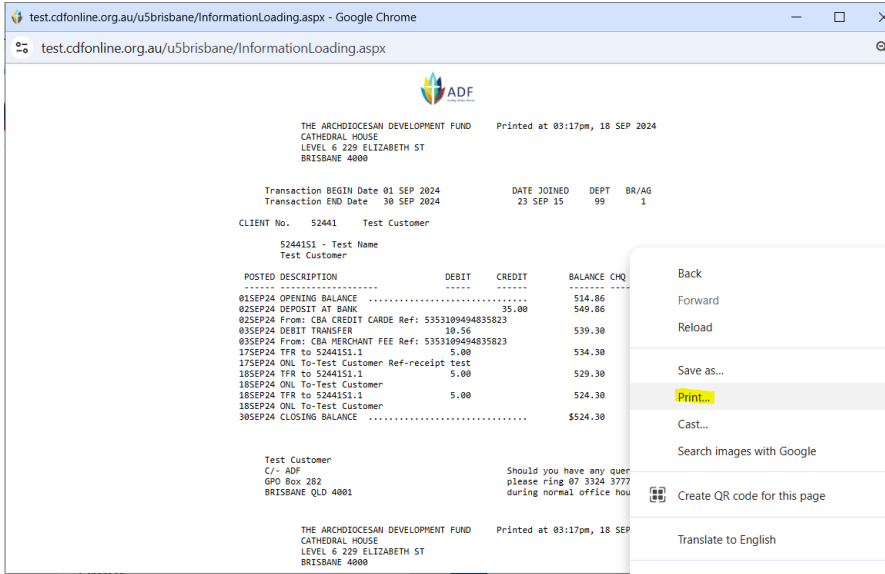 test.cdfonline.org.au/u5brisbane/InformationLoading.aspx - Google Chrome
test.cdfonline.org.au/u5brisbane/InformationLoading.aspx
ADF
THE ARCHDIOCESAN DEVELOPMENT FUND Printed at 03:17pm, 18 SEP 2024
CATHEDRAL HOUSE
LEVEL 6 229 ELIZABETH ST
BRISBANE 4000
Transaction BEGIN Date 01 SEP 2024 DATE JOINED DEPT BR/AG
Transaction END Date 30 SEP 2024 23 SEP 15 99 1
CLIENT No. 52441 Test Customer
52441S1 - Test Name
Test Customer
POSTED DESCRIPTION DEBIT CREDIT BALANCE CHQ
------ ------------------- ----- ------ ------- ----
01SEP24 OPENING BALANCE ............................... 514.86
02SEP24 DEPOSIT AT BANK 35.00 549.86
02SEP24 From: CBA CREDIT CARDE Ref: 5353109494835823
03SEP24 DEBIT TRANSFER 10.56 539.30
03SEP24 From: CBA MERCHANT FEE Ref: 5353109494835823
17SEP24 TFR to 52441S1.1 5.00 534.30
17SEP24 ONL To-Test Customer Ref-receipt test
18SEP24 TFR to 52441S1.1 5.00 529.30
18SEP24 ONL To-Test Customer
18SEP24 TFR to 52441S1.1 5.00 524.30
18SEP24 ONL To-Test Customer
30SEP24 CLOSING BALANCE ............................... $524.30
Test Customer
C/- ADF Should you have any quer
GPO Box 282 please ring 07 3324 3777
BRISBANE QLD 4001 during normal office hou
THE ARCHDIOCESAN DEVELOPMENT FUND Printed at 03:17pm, 18 SEP
CATHEDRAL HOUSE
LEVEL 6 229 ELIZABETH ST
BRISBANE 4000
Back
Forward
Reload
Save as...
Print...
Cast...
Search images with Google
Create QR code for this page
Translate to English